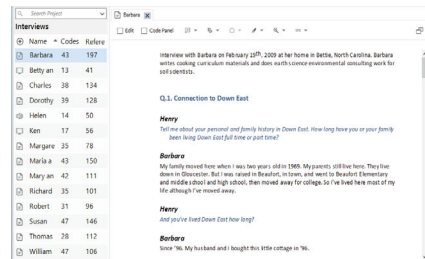 Search Project
Interviews
Name Codes Refere
Barbara 43 197
Betty an 13 41
Charles 38 134
Dorothy 39 128
Helen 14 50
Ken 17 56
Margare 35 78
Maria a 43 150
Mary an 42 111
Richard 35 101
Robert 31 96
Susan 47 146
Thomas 28 112
William 47 106
Barbara
Edit Code Panel
Interview with Barbara on February 19th, 2009 at her home in Bettie, North Carolina. Barbara
writes cooking curriculum materials and does earth science environmental consulting work for
soil scientists.
Q.1. Connection to Down East
Henry
Tell me about your personal and family history in Down East. How long have you or your family
been living Down East full time or part time?
Barbara
My family moved here when I was two years old in 1969. My parents still live here. They live
down in Gloucester. But I was raised in Beaufort, in town, and went to Beaufort Elementary
and middle school and high school, then moved away for college. So I've lived here most of my
life although I've moved away.
Henry
And you've lived Down East how long?
Barbara
Since '96. My husband and I bought this little cottage in '96.